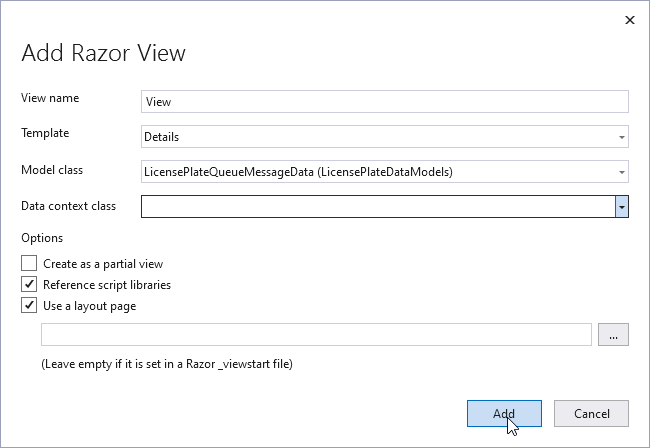 Add Razor View
View name View
Template Details
Model class LicensePlateQueueMessageData (LicensePlateDataModels)
Data context class
Options
Create as a partial view
Reference script libraries
Use a layout page
...
(Leave empty if it is set in a Razor _viewstart file)
Add Cancel